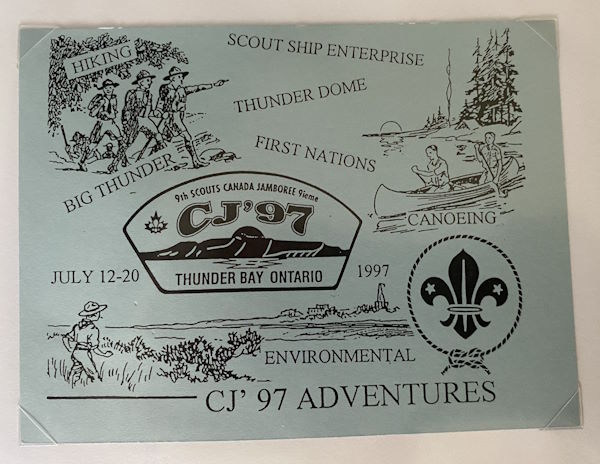 HIKING
SCOUT SHIP ENTERPRISE
THUNDER DOME
FIRST NATIONS
BIG THUNDER
CANOEING
9th SCOUTS CANADA JAMBOREE 9ieme
CJ'97
THUNDER BAY ONTARIO
JULY 12-20
1997
ENVIRONMENTAL
CJ' 97 ADVENTURES